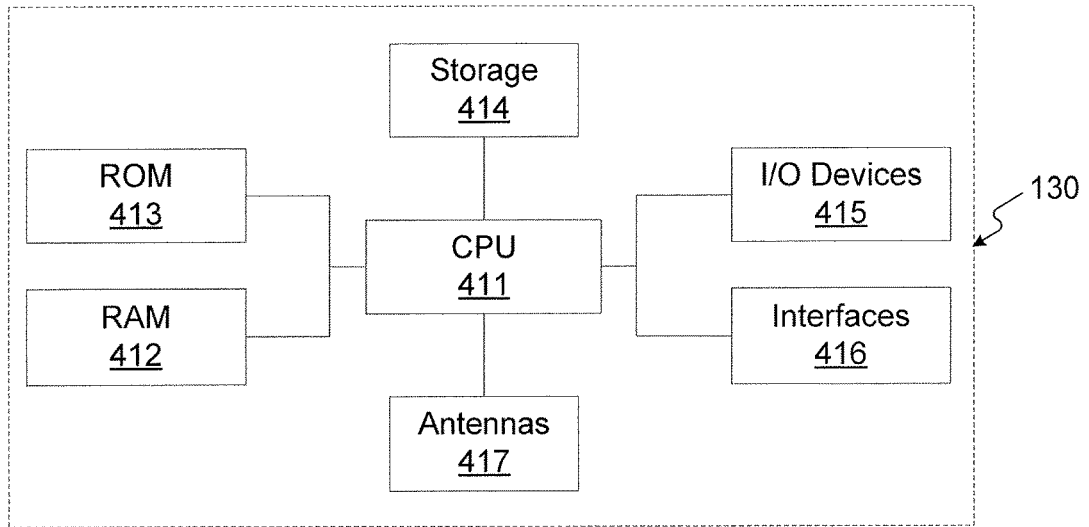 Storage
414
ROM
413
I/O Devices
415
130
CPU
411
RAM
412
Interfaces
416
Antennas
417